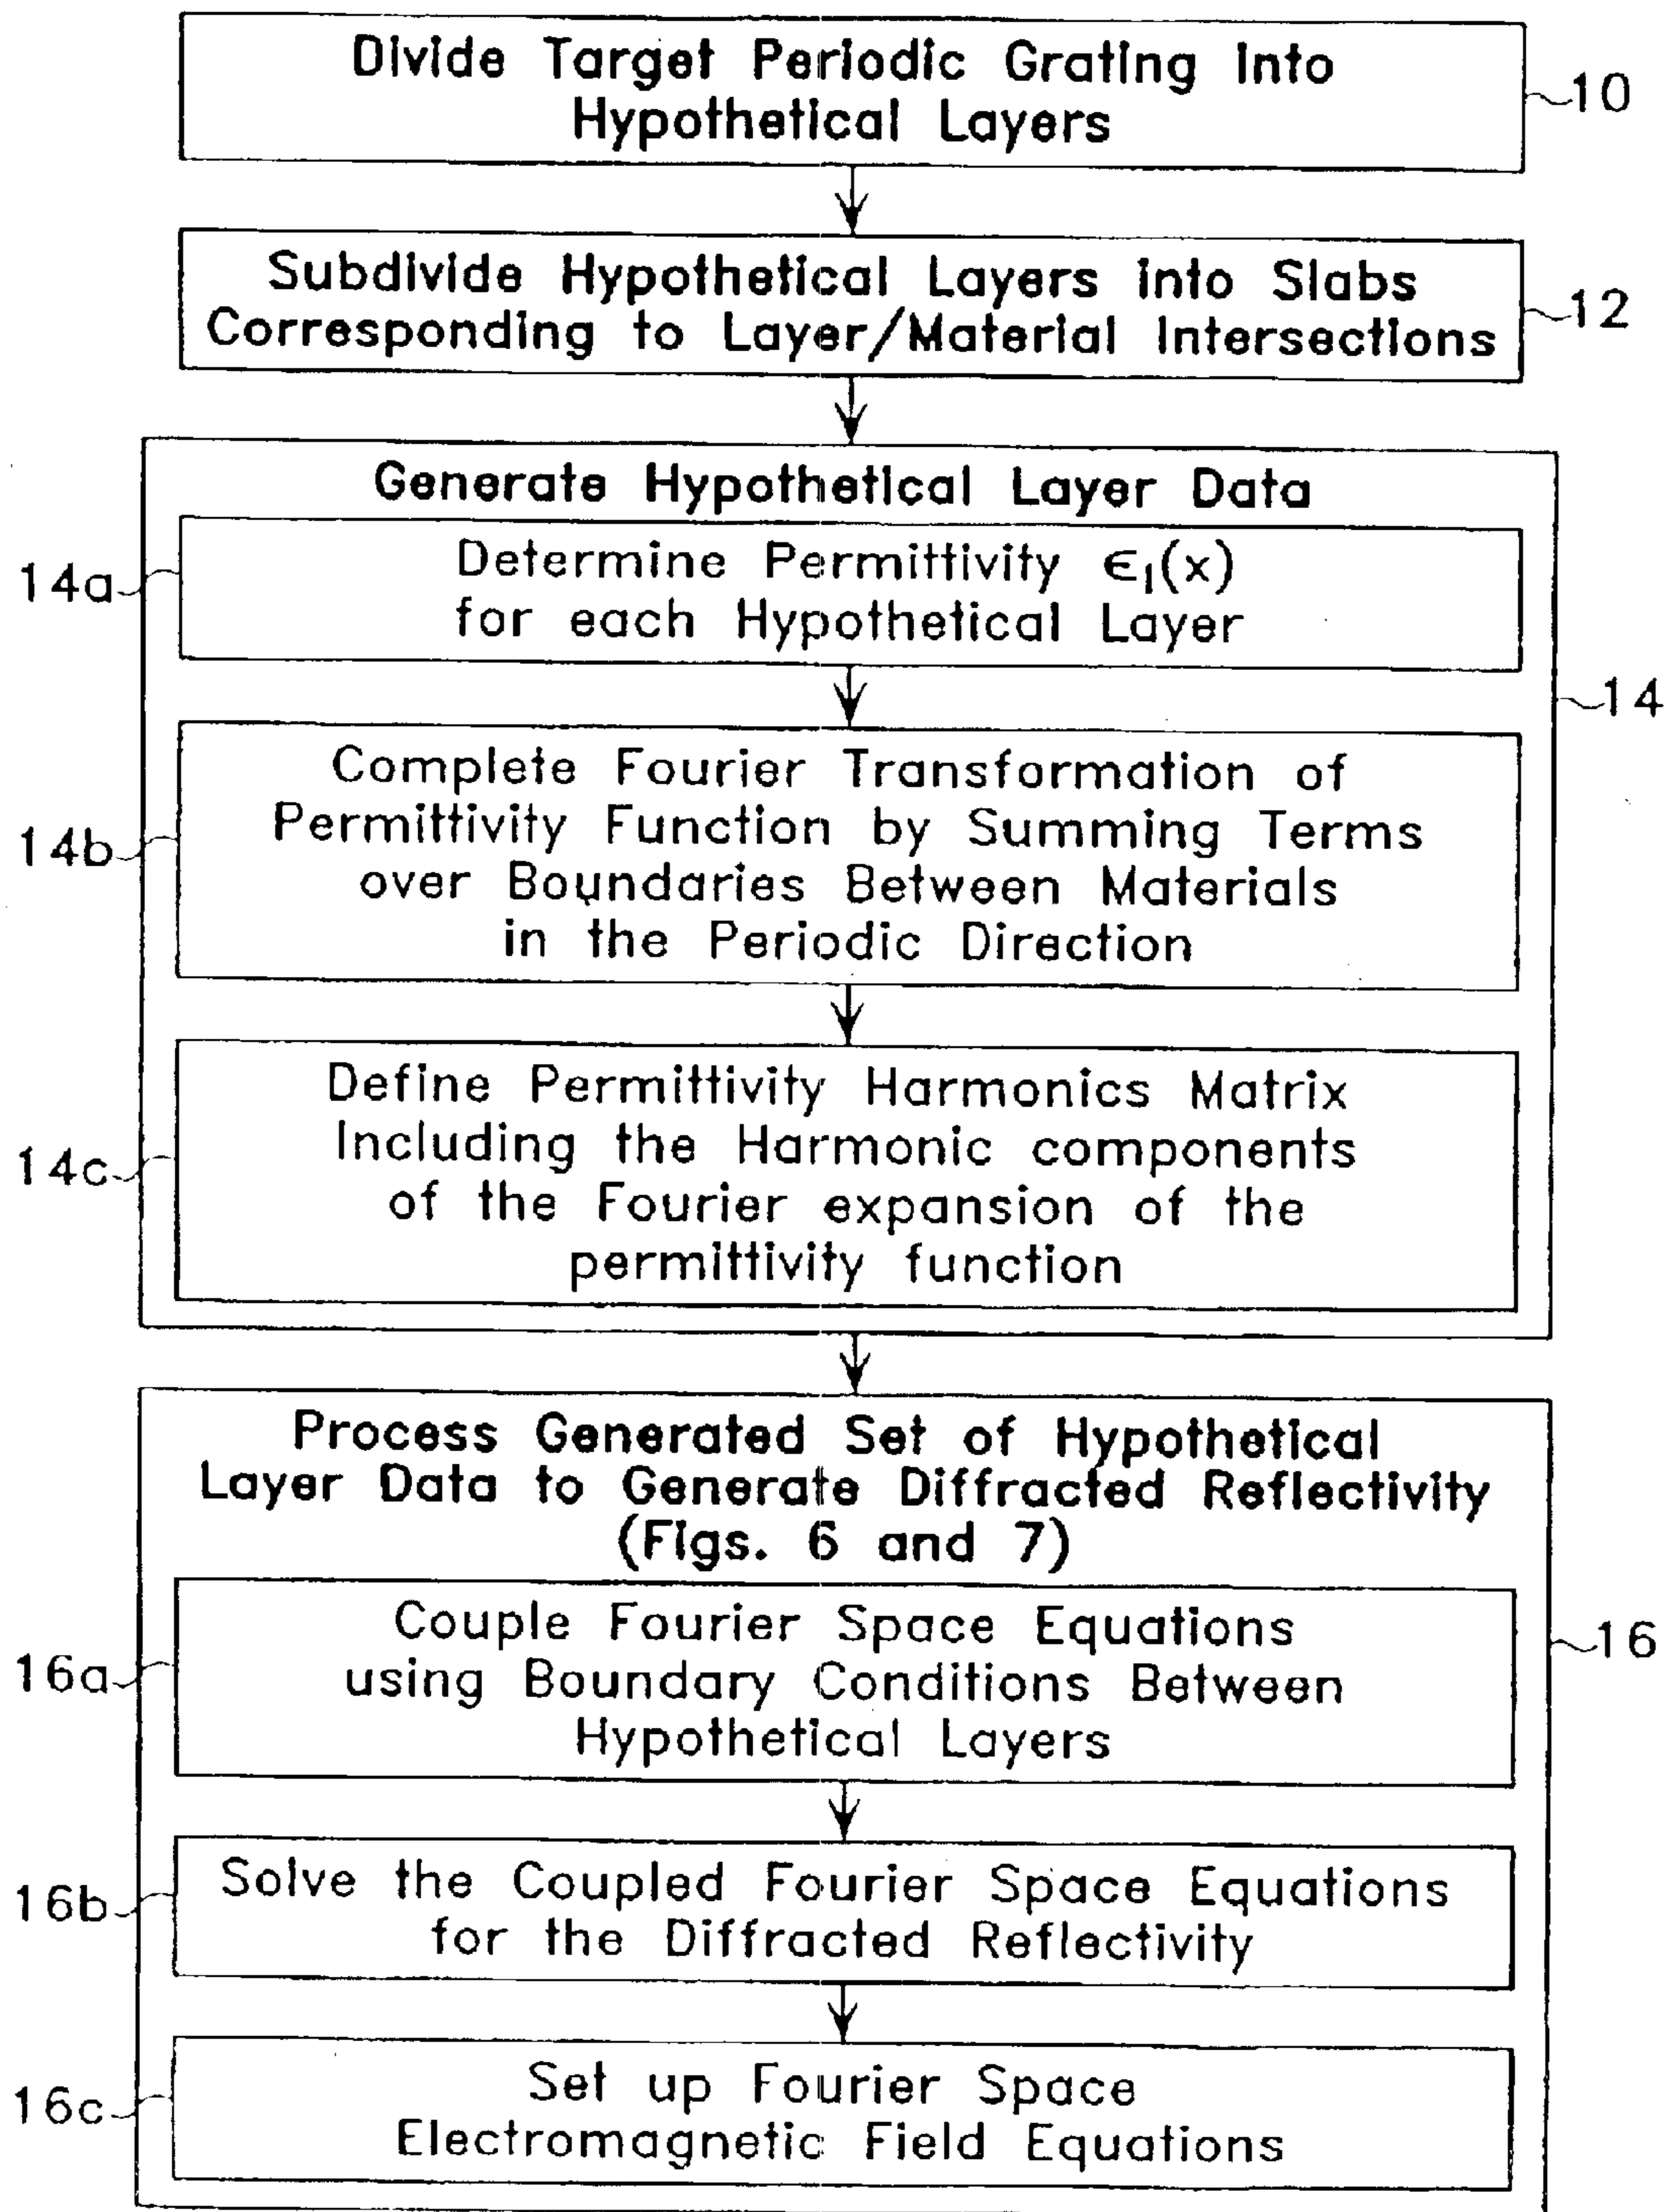 Divide Target Periodic Grating Into
Hypothetical Layers
10
Subdivide Hypothetical Layers into Slabs
Corresponding to Layer/Material Intersections
12
Generate Hypothetical Layer Data
14
Determine Permittivity ϵl(x)
for each Hypothetical Layer
14a
Complete Fourier Transformation of
Permittivity Function by Summing Terms
over Boundaries Between Materials
in the Periodic Direction
14b
Define Permittivity Harmonics Matrix
Including the Harmonic components
of the Fourier expansion of the
permittivity function
14c
Process Generated Set of Hypothetical
Layer Data to Generate Diffracted Reflectivity
(Figs. 6 and 7)
16
Couple Fourier Space Equations
using Boundary Conditions Between
Hypothetical Layers
16a
Solve the Coupled Fourier Space Equations
for the Diffracted Reflectivity
16b
Set up Fourier Space
Electromagnetic Field Equations
16c